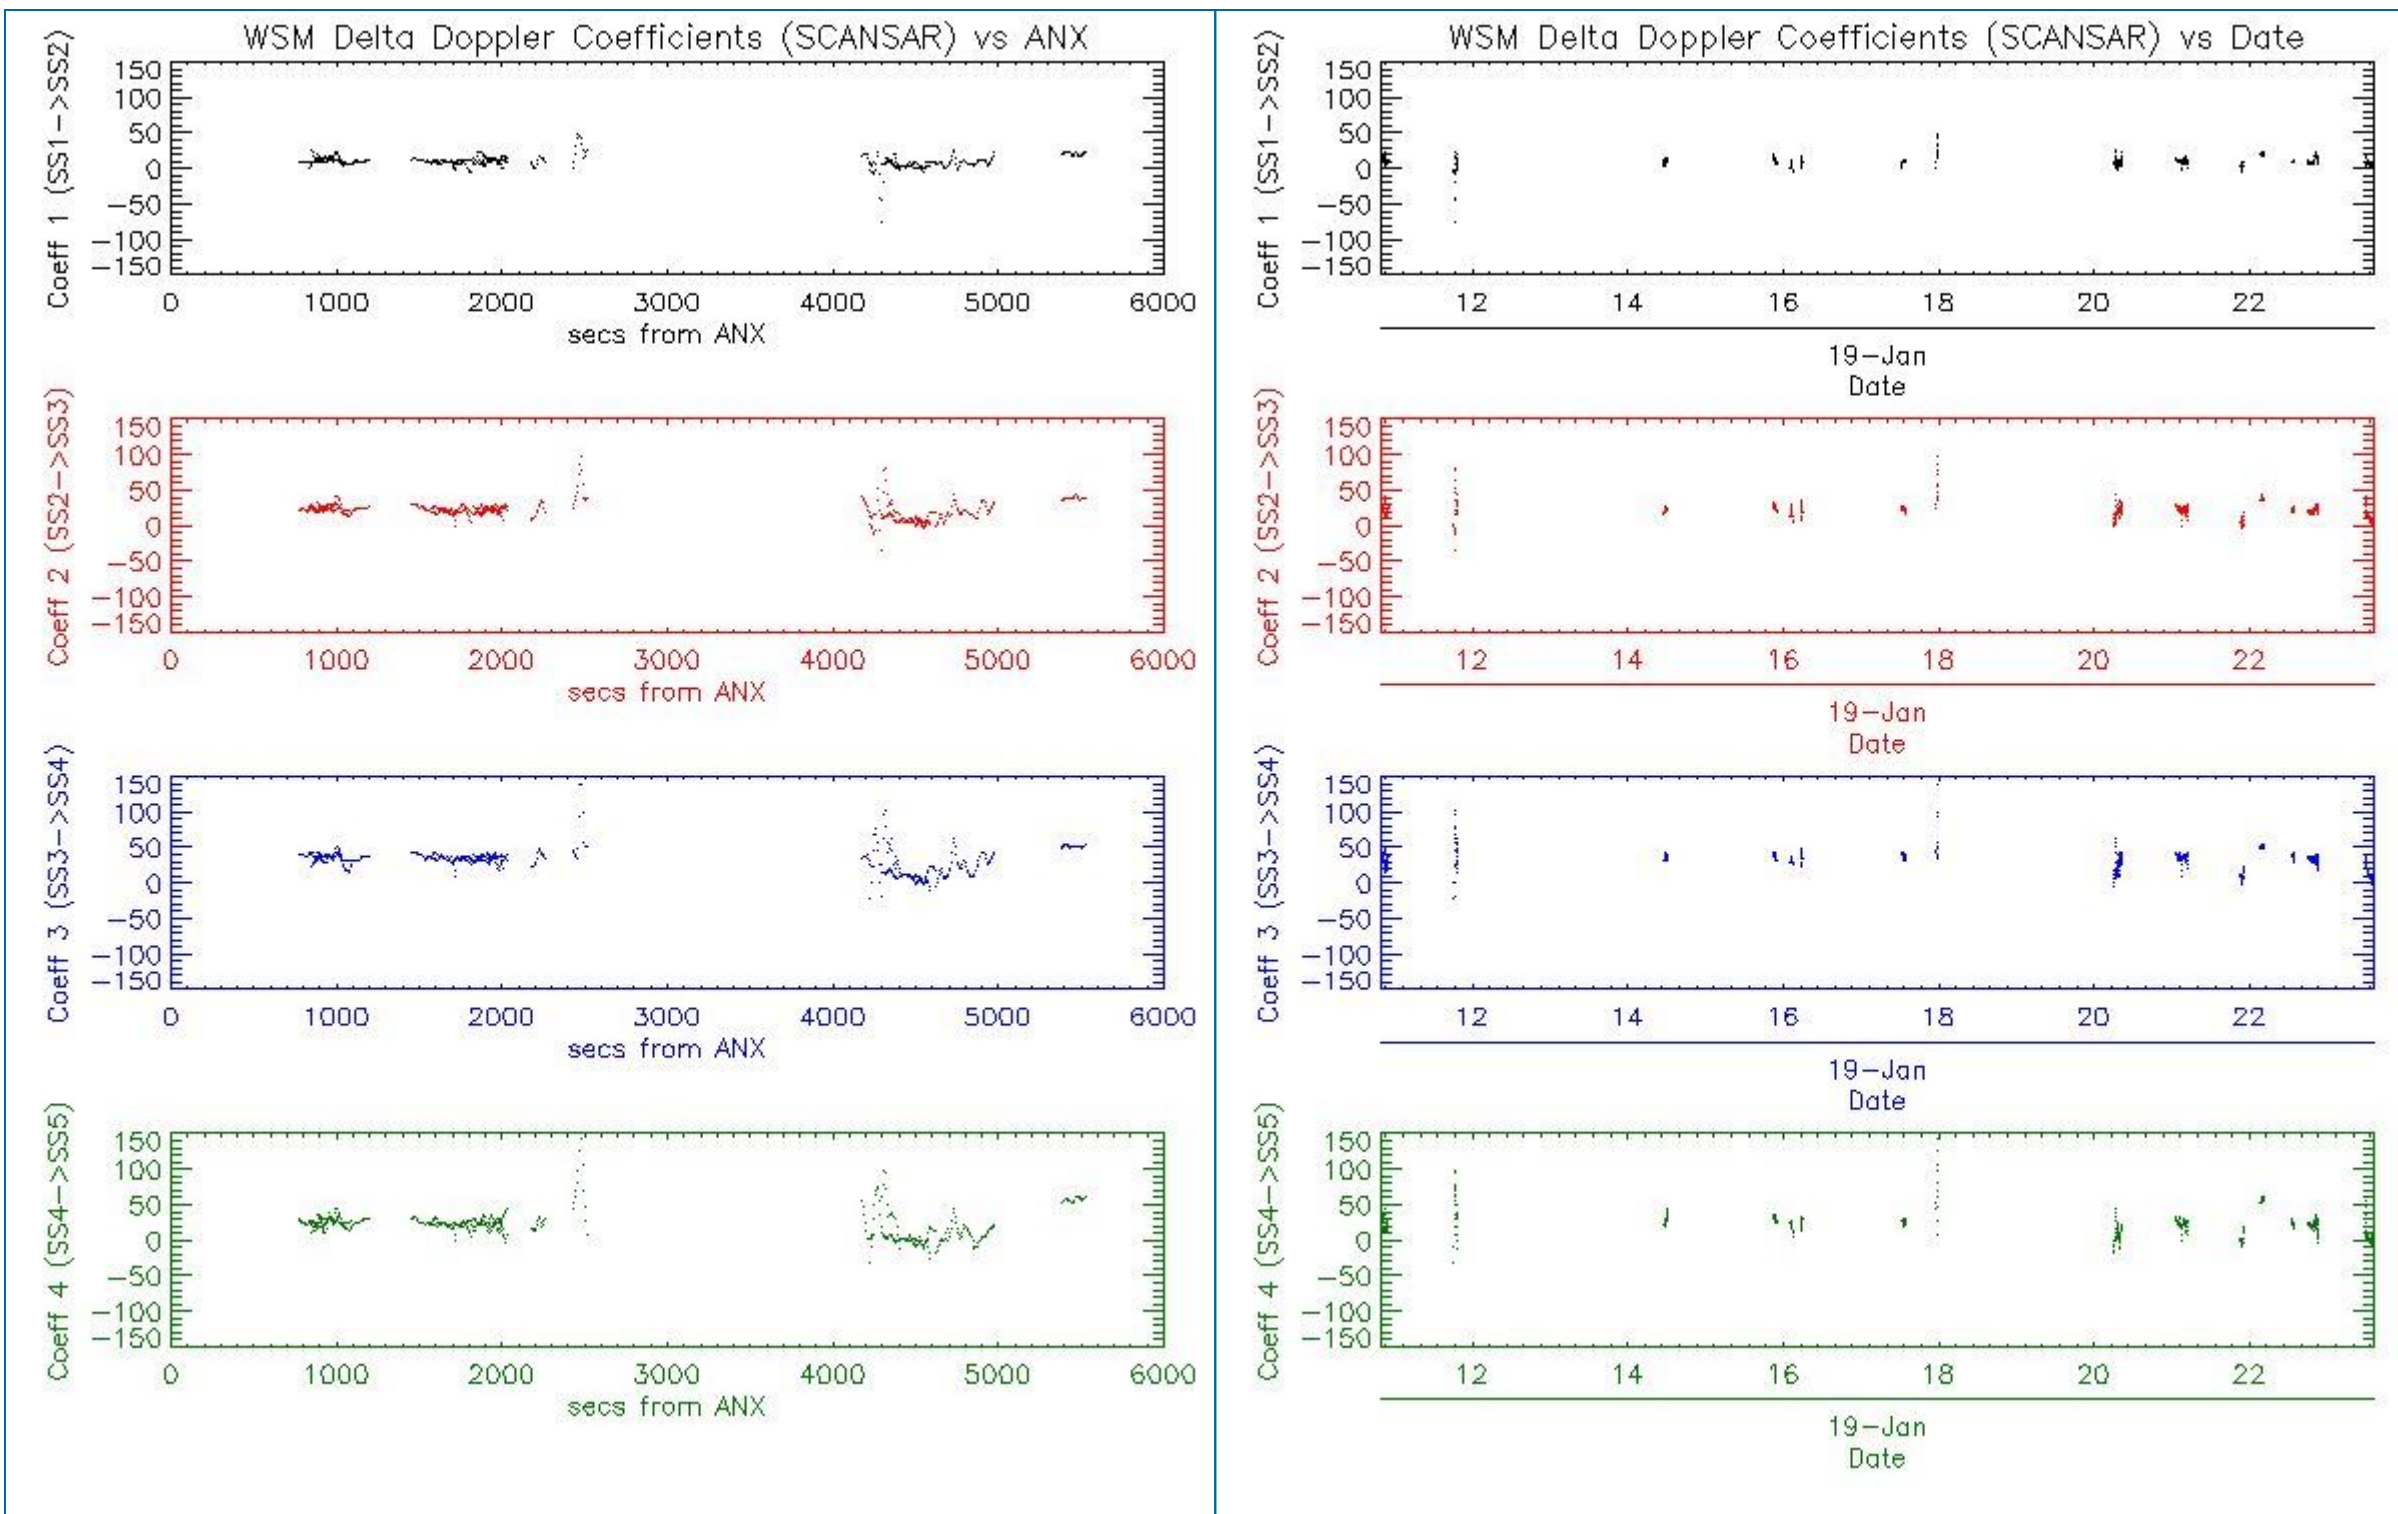 WSM Delta Doppler Coefficients (SCANSAR) vs ANX
Coeff 1 (SS1->SS2)
150
100
50
0
-50
-100
-150
0 1000 2000 3000 4000 5000 6000
secs from ANX
Coeff 2 (SS2->SS3)
150
100
50
0
-50
-100
-150
0 1000 2000 3000 4000 5000 6000
secs from ANX
Coeff 3 (SS3->SS4)
150
100
50
0
-50
-100
-150
0 1000 2000 3000 4000 5000 6000
secs from ANX
Coeff 4 (SS4->SS5)
150
100
50
0
-50
-100
-150
0 1000 2000 3000 4000 5000 6000
secs from ANX
WSM Delta Doppler Coefficients (SCANSAR) vs Date
Coeff 1 (SS1->SS2)
150
100
50
0
-50
-100
-150
12 14 16 18 20 22
19-Jan
Date
Coeff 2 (SS2->SS3)
150
100
50
0
-50
-100
-150
12 14 16 18 20 22
19-Jan
Date
Coeff 3 (SS3->SS4)
150
100
50
0
-50
-100
-150
12 14 16 18 20 22
19-Jan
Date
Coeff 4 (SS4->SS5)
150
100
50
0
-50
-100
-150
12 14 16 18 20 22
19-Jan
Date